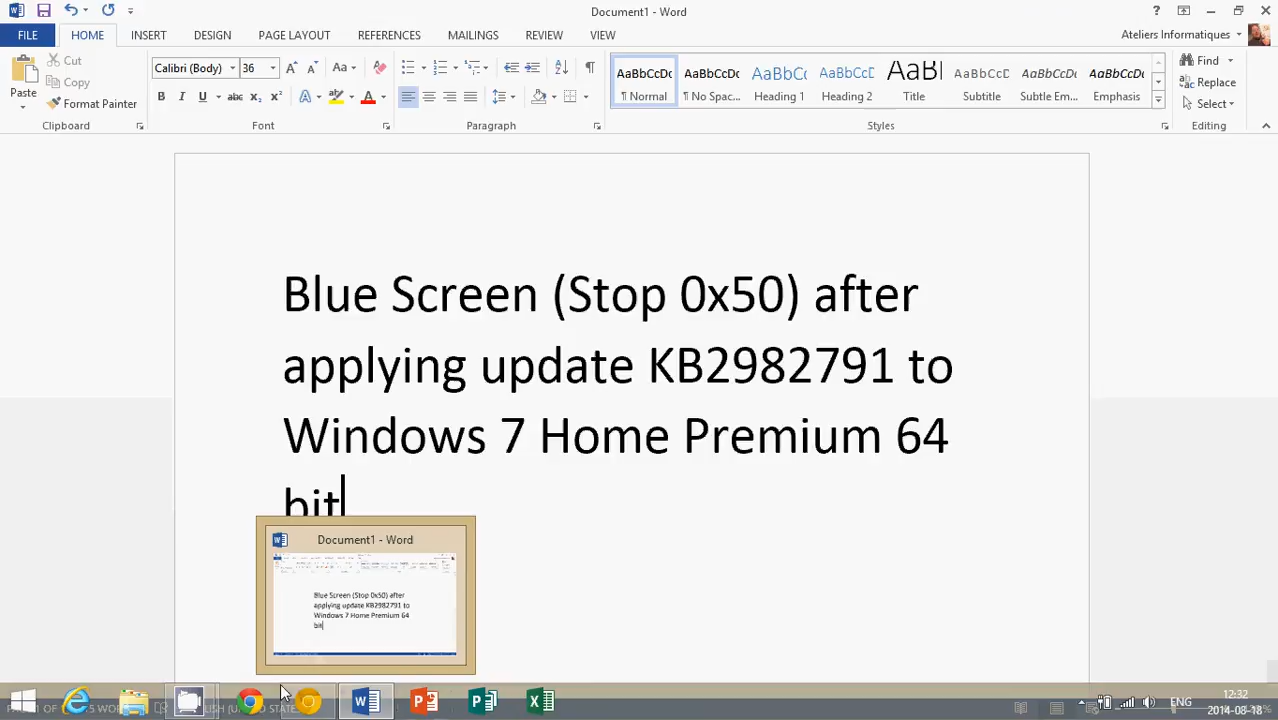 Document1 - Word
?
FILE
HOME
INSERT
DESIGN
PAGE LAYOUT
REFERENCES
MAILINGS
REVIEW
VIEW
Ateliers Informatiques
Paste
Cut
Copy
Format Painter
Clipboard
Calibri (Body)
36
Font
Paragraph
AaBbCcDc
¶ Normal
AaBbCcDc
¶ No Spac...
AaBbCc
Heading 1
AaBbCcC
Heading 2
AaBl
Title
AaBbCcC
Subtitle
AaBbCcDc
Subtle Em...
AaBbCcDc
Emphasis
Styles
Find
Replace
Select
Editing
Blue Screen (Stop 0x50) after
applying update KB2982791 to
Windows 7 Home Premium 64
bit
Document1 - Word
Blue Screen (Stop 0x50) after
applying update KB2982791 to
Windows 7 Home Premium 64
bit
ENG
12:32
2014-08-18